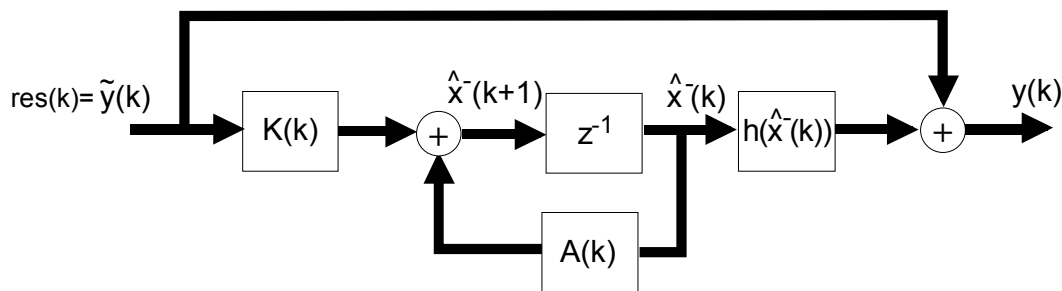 res(k)= ỹ(k)
K(k)
+
x̂⁻(k+1)
z⁻¹
x̂⁻(k)
h(x̂⁻(k))
+
y(k)
A(k)